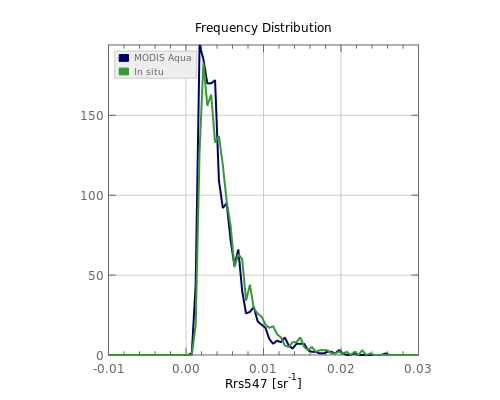 Frequency Distribution
MODIS Aqua
In situ
150
100
50
0
-0.01 0.00 0.01 0.02 0.03
Rrs547 [sr-1]